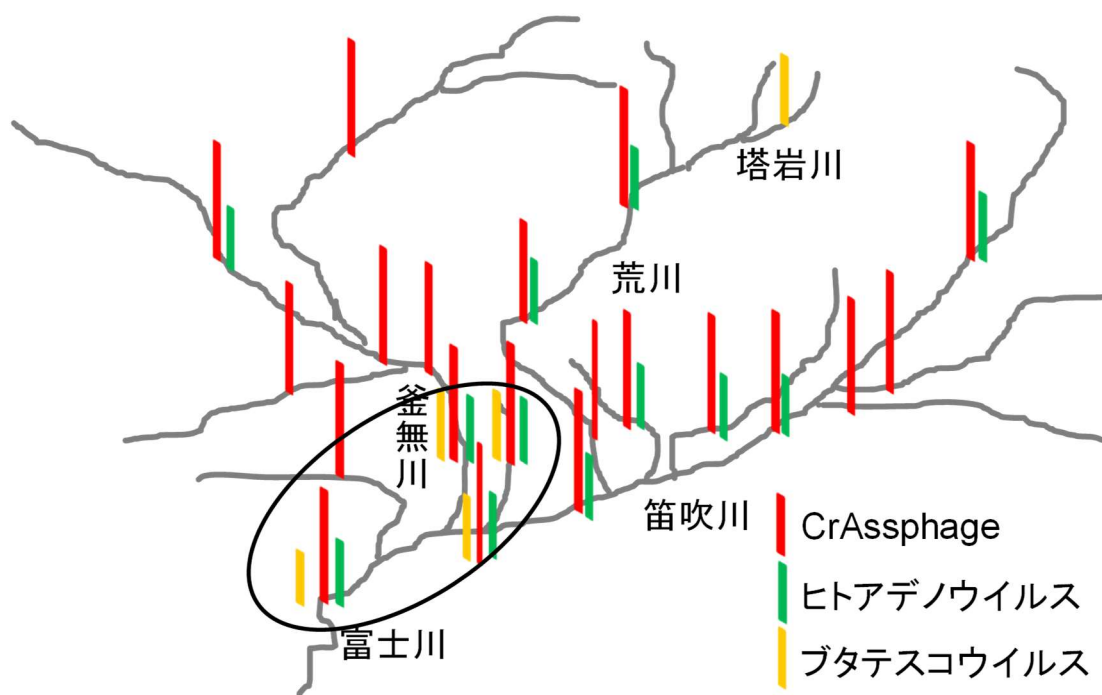 塔岩川
荒川
釜無川
笛吹川
富士川
CrAssphage
ヒトアデノウイルス
ブタテスコウイルス